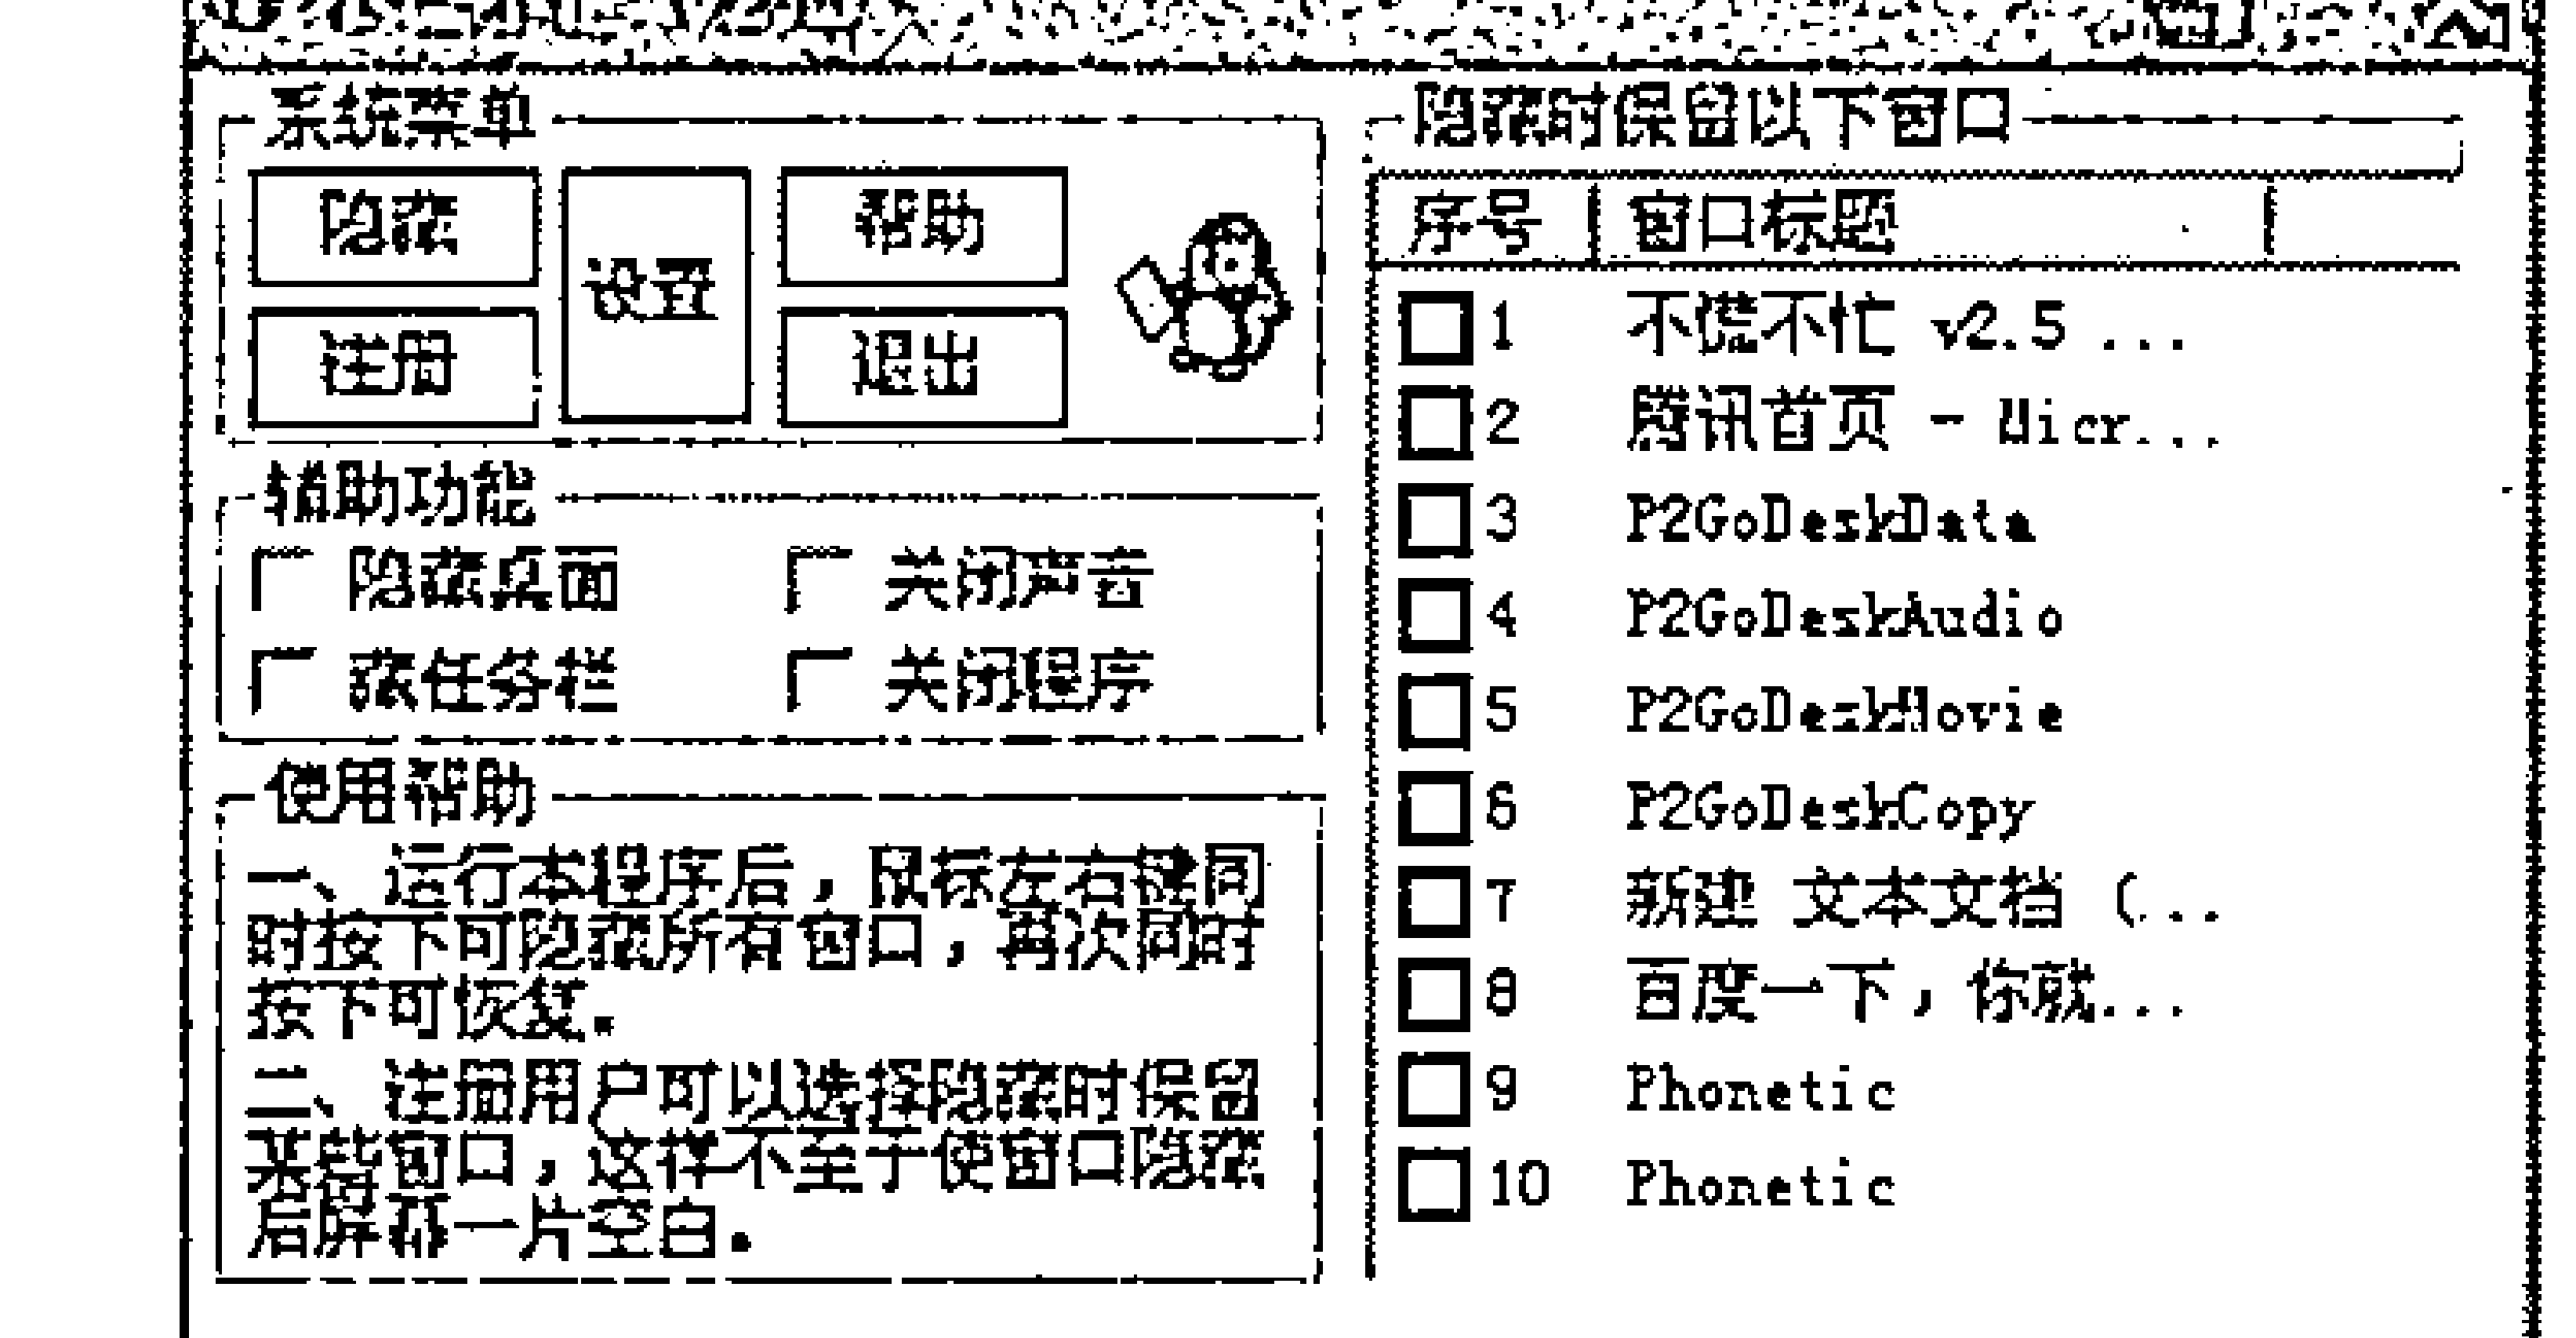 系统菜单
隐藏
设置
帮助
注册
退出
辅助功能
隐藏桌面
关闭声音
藏任务栏
关闭程序
使用帮助
一、运行本程序后,鼠标左右键同
时按下可隐藏所有窗口,再次同时
按下可恢复.
二、注册用户可以选择隐藏时保留
某些窗口,这样不至于使窗口隐藏
后屏幕一片空白.
隐藏时保留以下窗口
序号 窗口标题
1 不慌不忙 v2.5 ...
2 腾讯首页 - Micr...
3 P2GoDeskData
4 P2GoDeskAudio
5 P2GoDeskMovie
6 P2GoDeskCopy
7 新建 文本文档 (...
8 百度一下,你就...
9 Phonetic
10 Phonetic